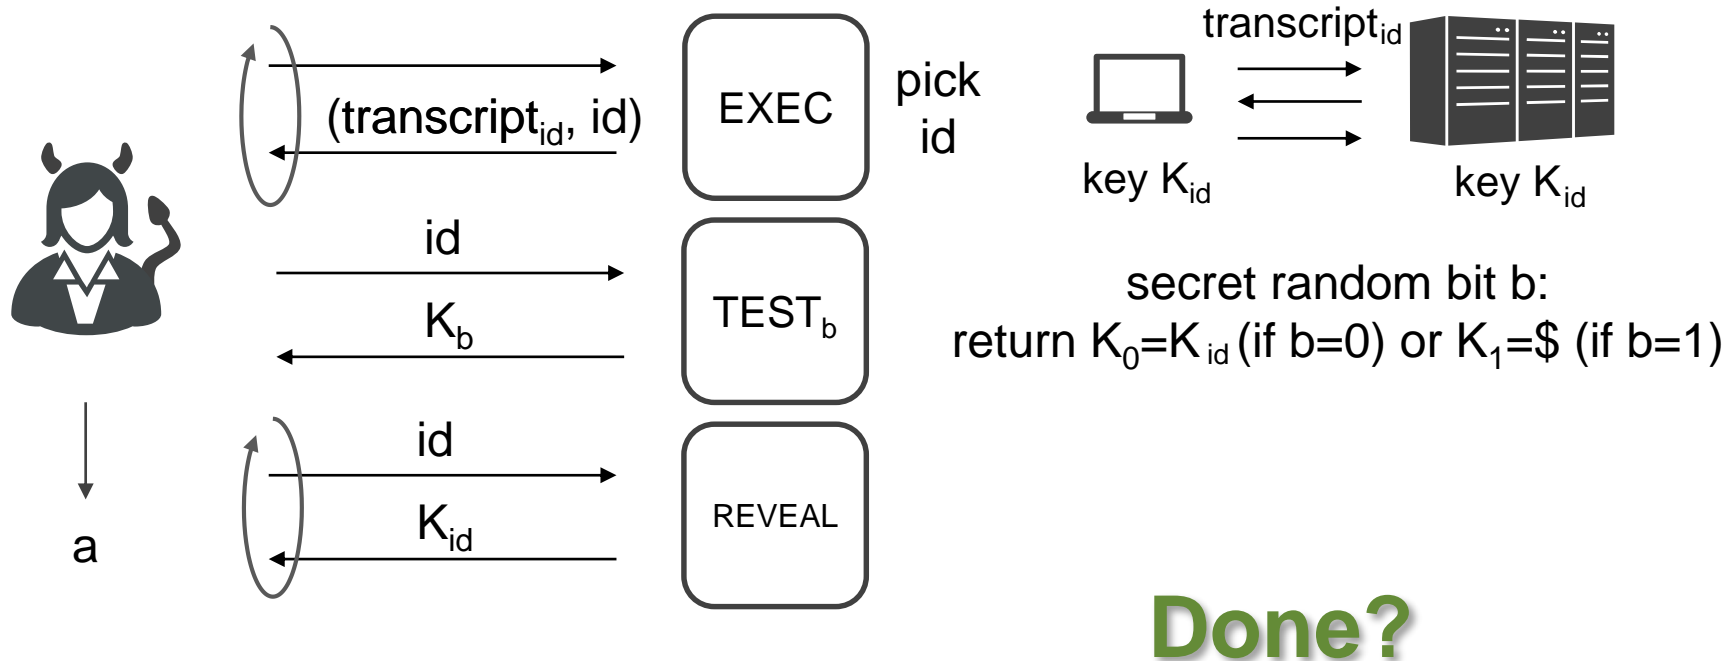 (transcript_id, id)
EXEC
pick
id
transcript_id
key K_id
key K_id
id
K_b
TEST_b
secret random bit b:
return K_0=K_id (if b=0) or K_1=$ (if b=1)
id
K_id
REVEAL
a
Done?